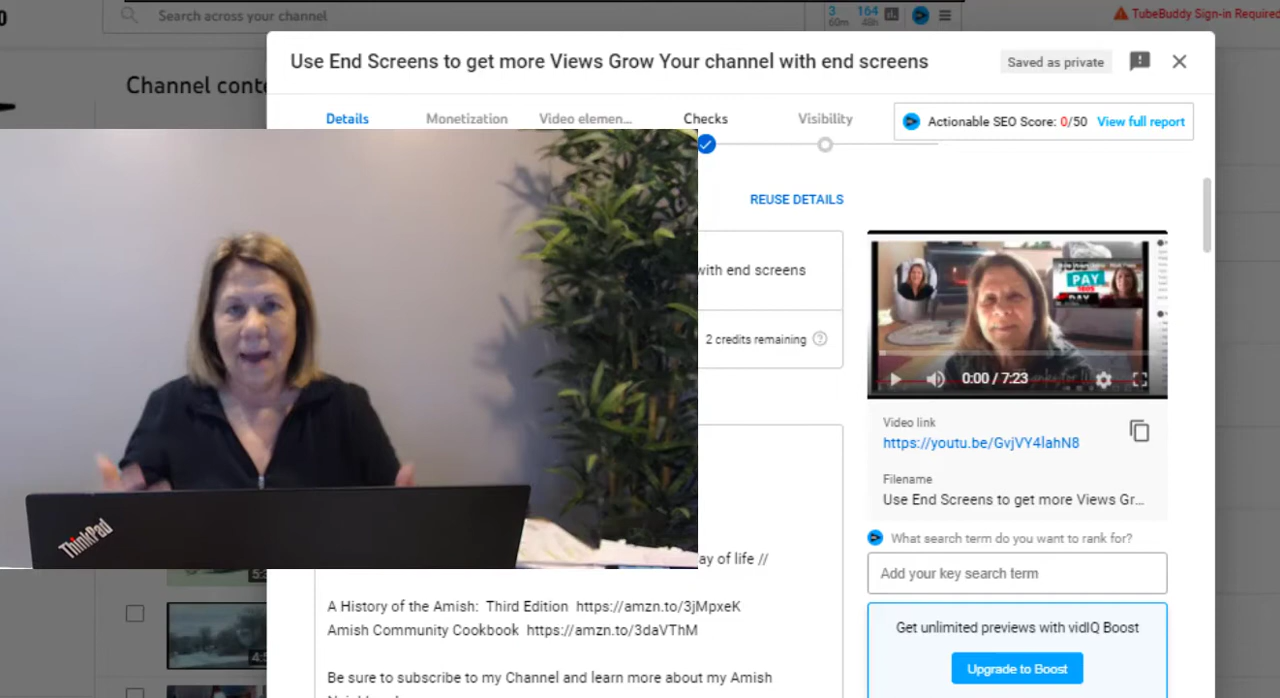 Search across your channel
3
60m
164
48h
TubeBuddy Sign-in Required
Channel conte
Use End Screens to get more Views Grow Your channel with end screens
Saved as private
Details
Monetization
Video elemen...
Checks
Visibility
Actionable SEO Score: 0/50 View full report
REUSE DETAILS
with end screens
2 credits remaining
PAY
0:00 / 7:23
Video link
https://youtu.be/GvjVY4lahN8
Filename
Use End Screens to get more Views Gr...
What search term do you want to rank for?
Add your key search term
Get unlimited previews with vidIQ Boost
Upgrade to Boost
ThinkPad
ay of life //
A History of the Amish: Third Edition https://amzn.to/3jMpxeK
Amish Community Cookbook https://amzn.to/3daVThM
Be sure to subscribe to my Channel and learn more about my Amish